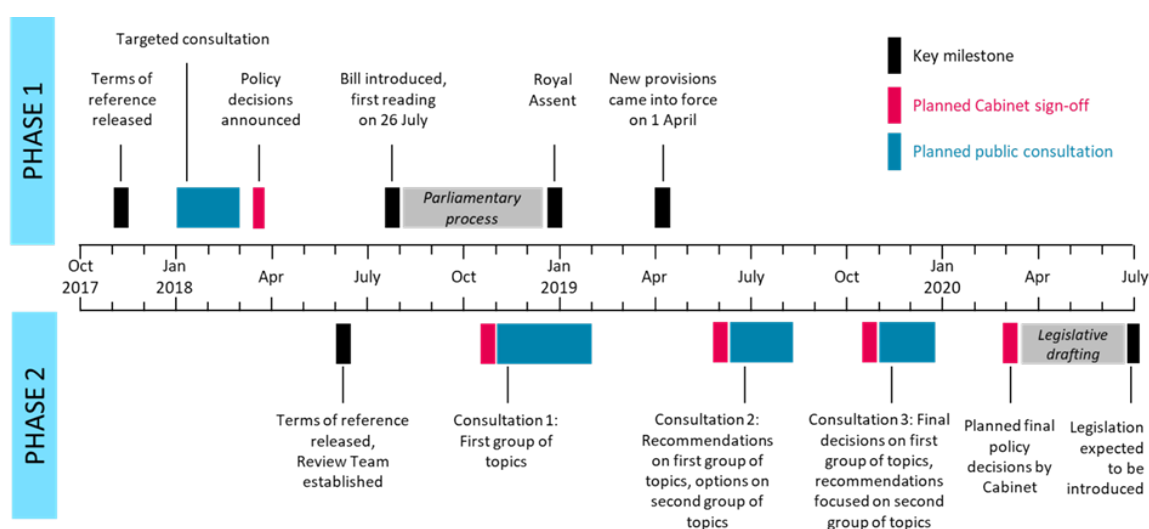 PHASE 1
Targeted consultation
Terms of
reference
released
Policy
decisions
announced
Bill introduced,
first reading
on 26 July
Royal
Assent
New provisions
came into force
on 1 April
Key milestone
Planned Cabinet sign-off
Planned public consultation
Parliamentary
process
Oct
2017
Jan
2018
Apr
July
Oct
Jan
2019
Apr
July
Oct
Jan
2020
Apr
July
PHASE 2
Legislative
drafting
Terms of reference
released,
Review Team
established
Consultation 1:
First group of
topics
Consultation 2:
Recommendations
on first group of
topics, options on
second group of
topics
Consultation 3: Final
decisions on first
group of topics,
recommendations
focused on second
group of topics
Planned final
policy
decisions by
Cabinet
Legislation
expected
to be
introduced